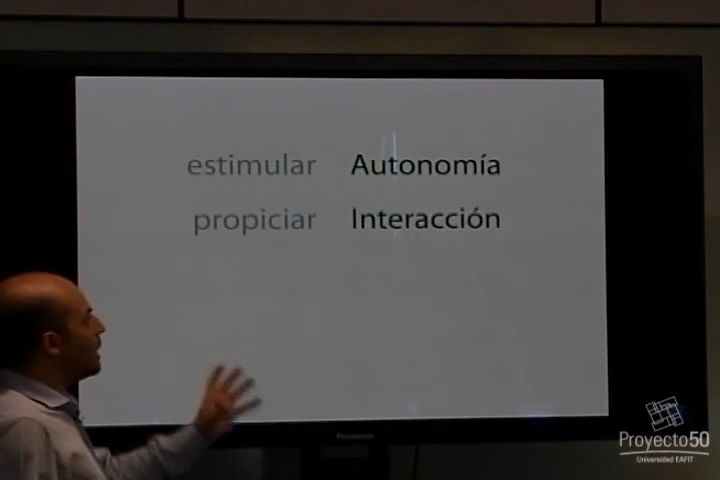 estimular Autonomía
propiciar Interacción
Proyecto50
Universidad EAFIT